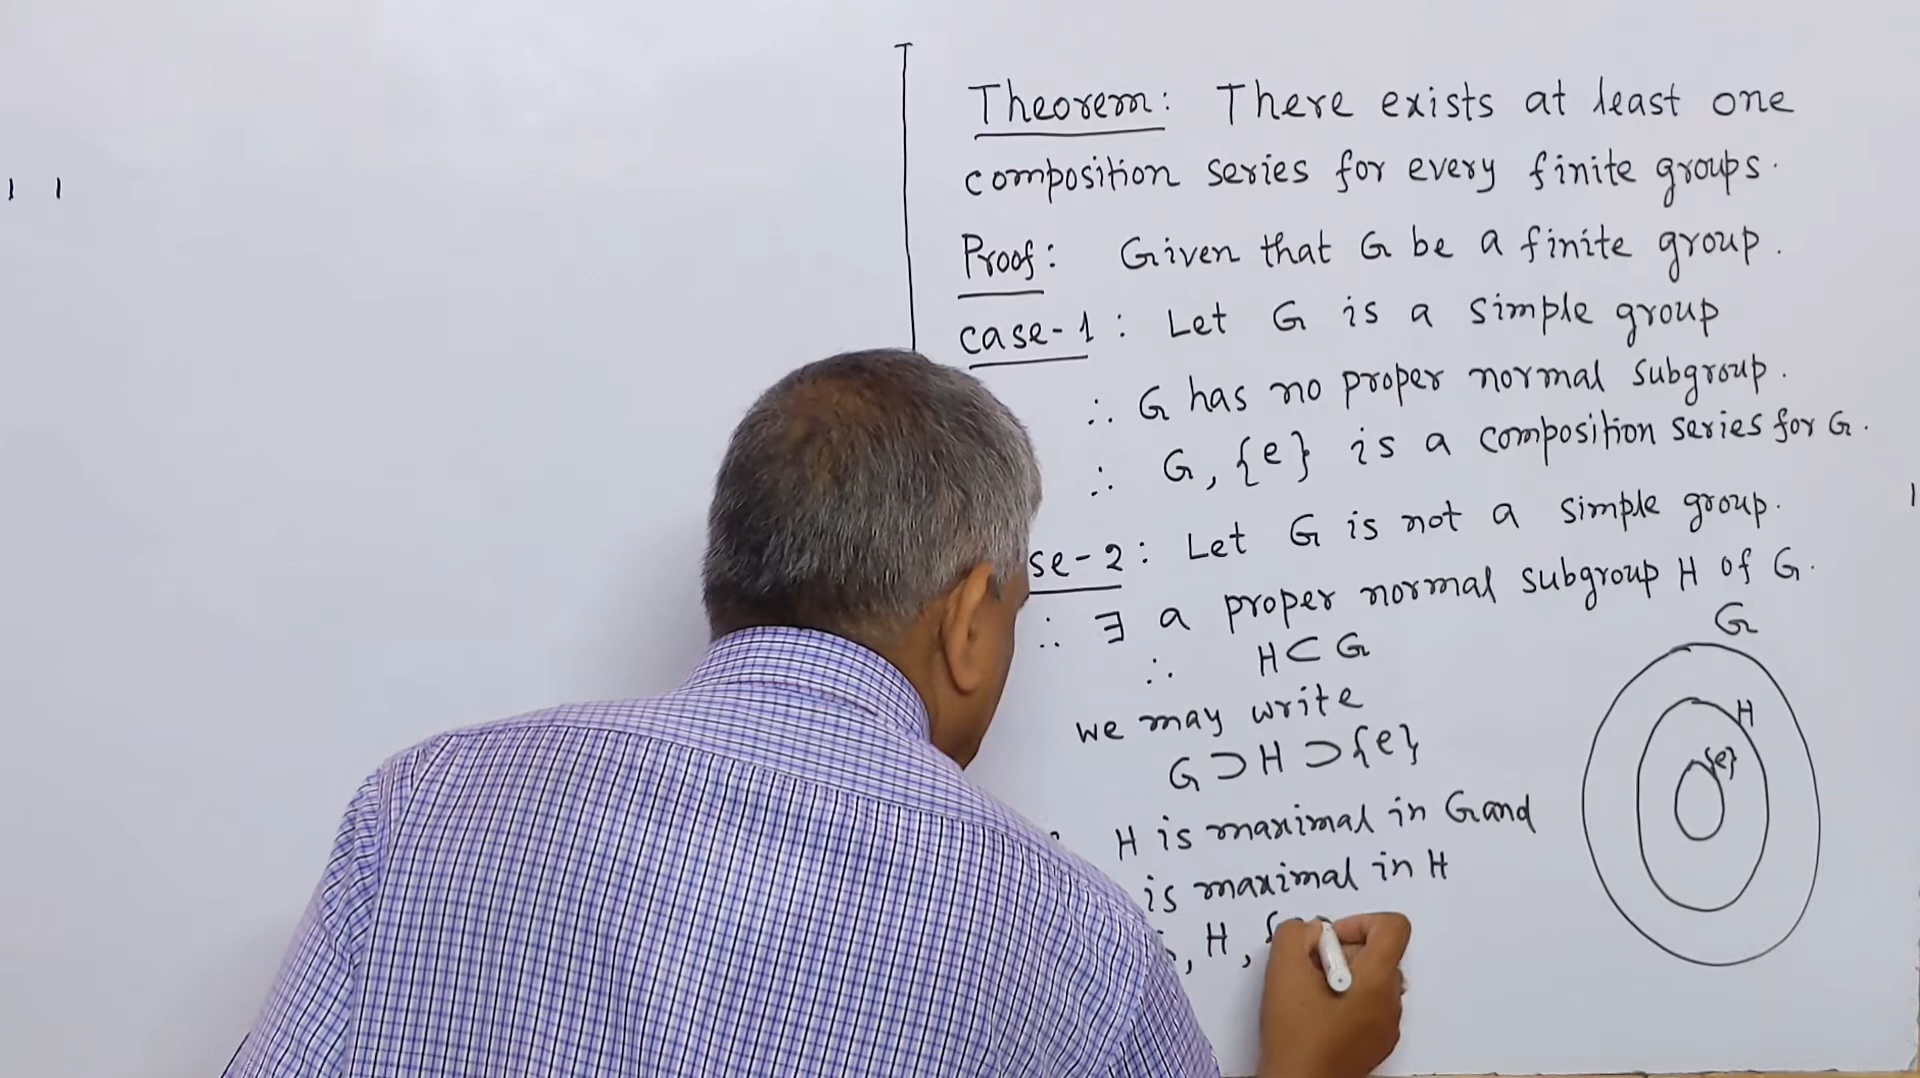 Theorem: There exists at least one
composition series for every finite groups.
Proof: Given that G be a finite group.
case-1: Let G is a simple group
∴ G has no proper normal subgroup.
∴ G, {e} is a composition series for G.
se-2: Let G is not a simple group.
∴ ∃ a proper normal subgroup H of G.
∴ H ⊂ G
we may write
G ⊃ H ⊃ {e}
H is maximal in G and
is maximal in H
, H, {
G
H
{e}